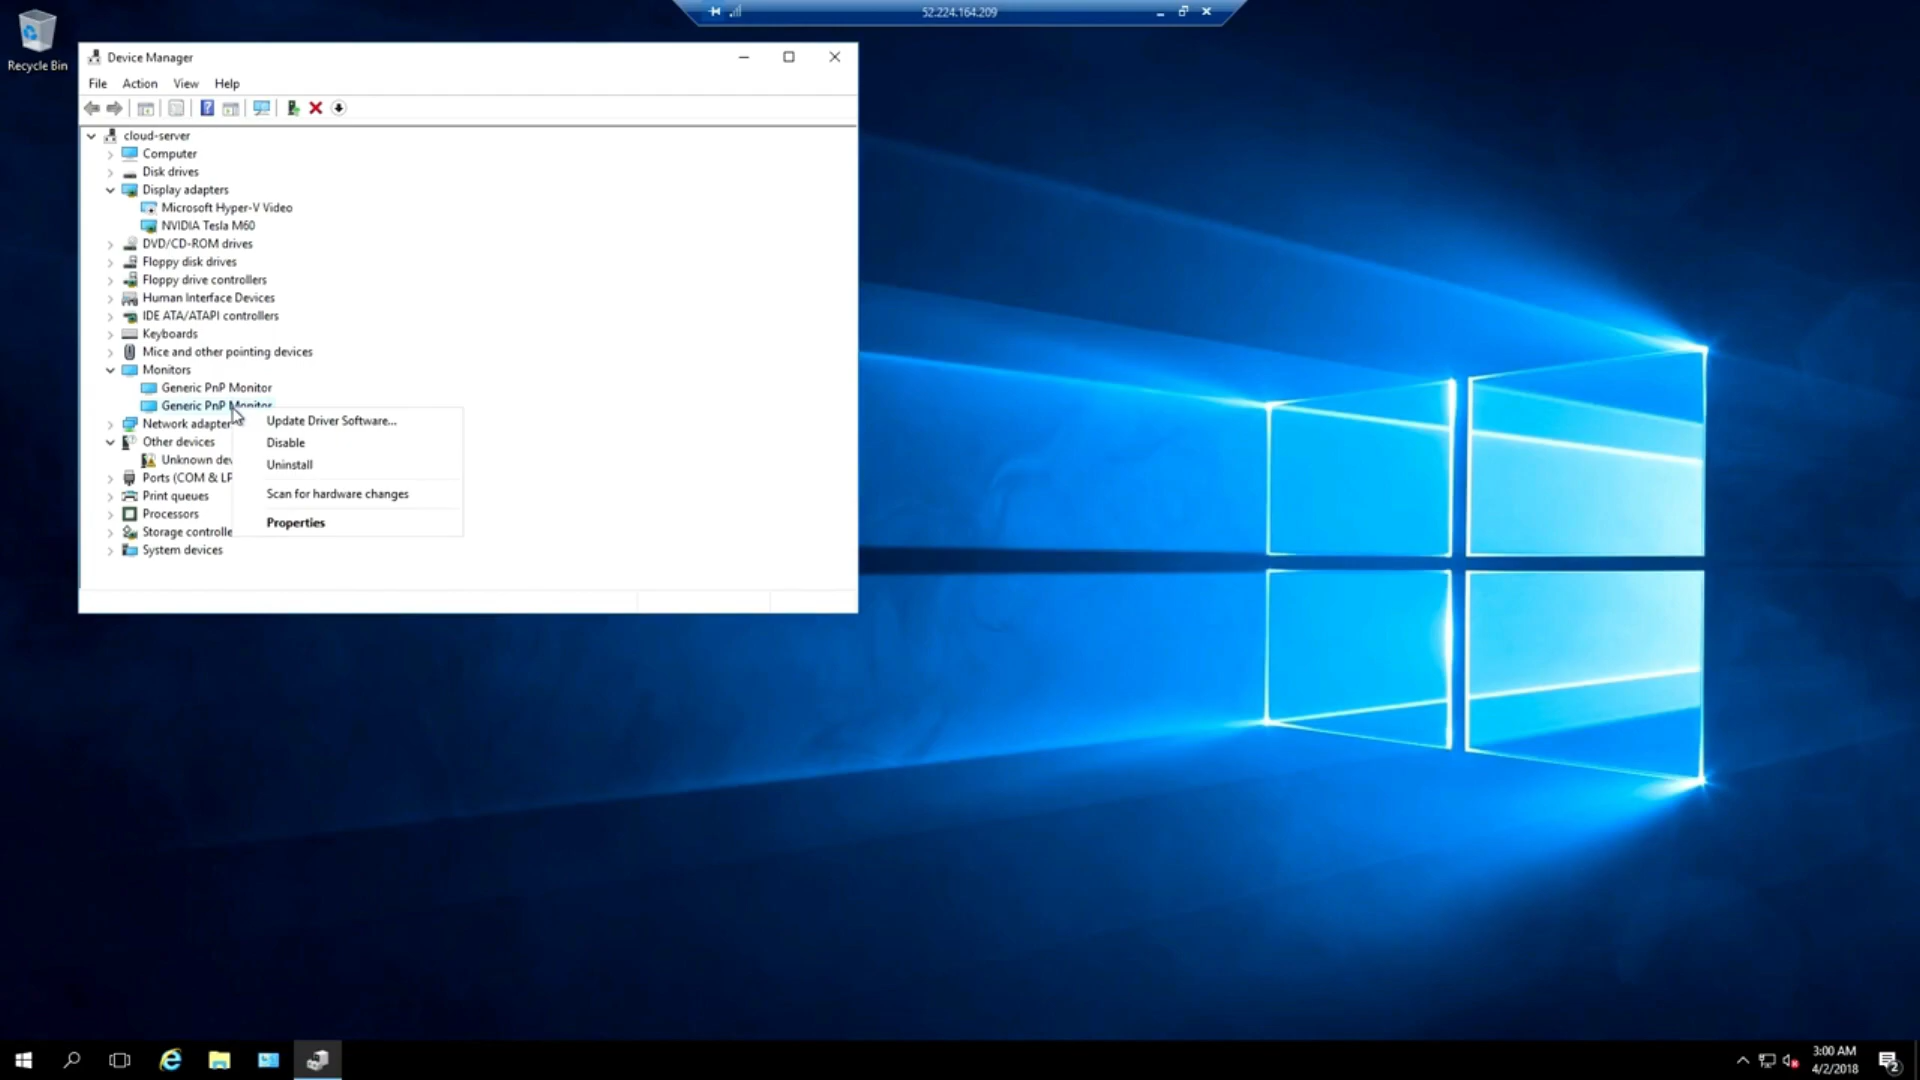 52.224.164.209
Recycle Bin
Device Manager
File Action View Help
cloud-server
Computer
Disk drives
Display adapters
Microsoft Hyper-V Video
NVIDIA Tesla M60
DVD/CD-ROM drives
Floppy disk drives
Floppy drive controllers
Human Interface Devices
IDE ATA/ATAPI controllers
Keyboards
Mice and other pointing devices
Monitors
Generic PnP Monitor
Generic PnP Monitor
Network adapter
Other devices
Unknown dev
Ports (COM & LP
Print queues
Processors
Storage controlle
System devices
Update Driver Software...
Disable
Uninstall
Scan for hardware changes
Properties
3:00 AM
4/2/2018
2